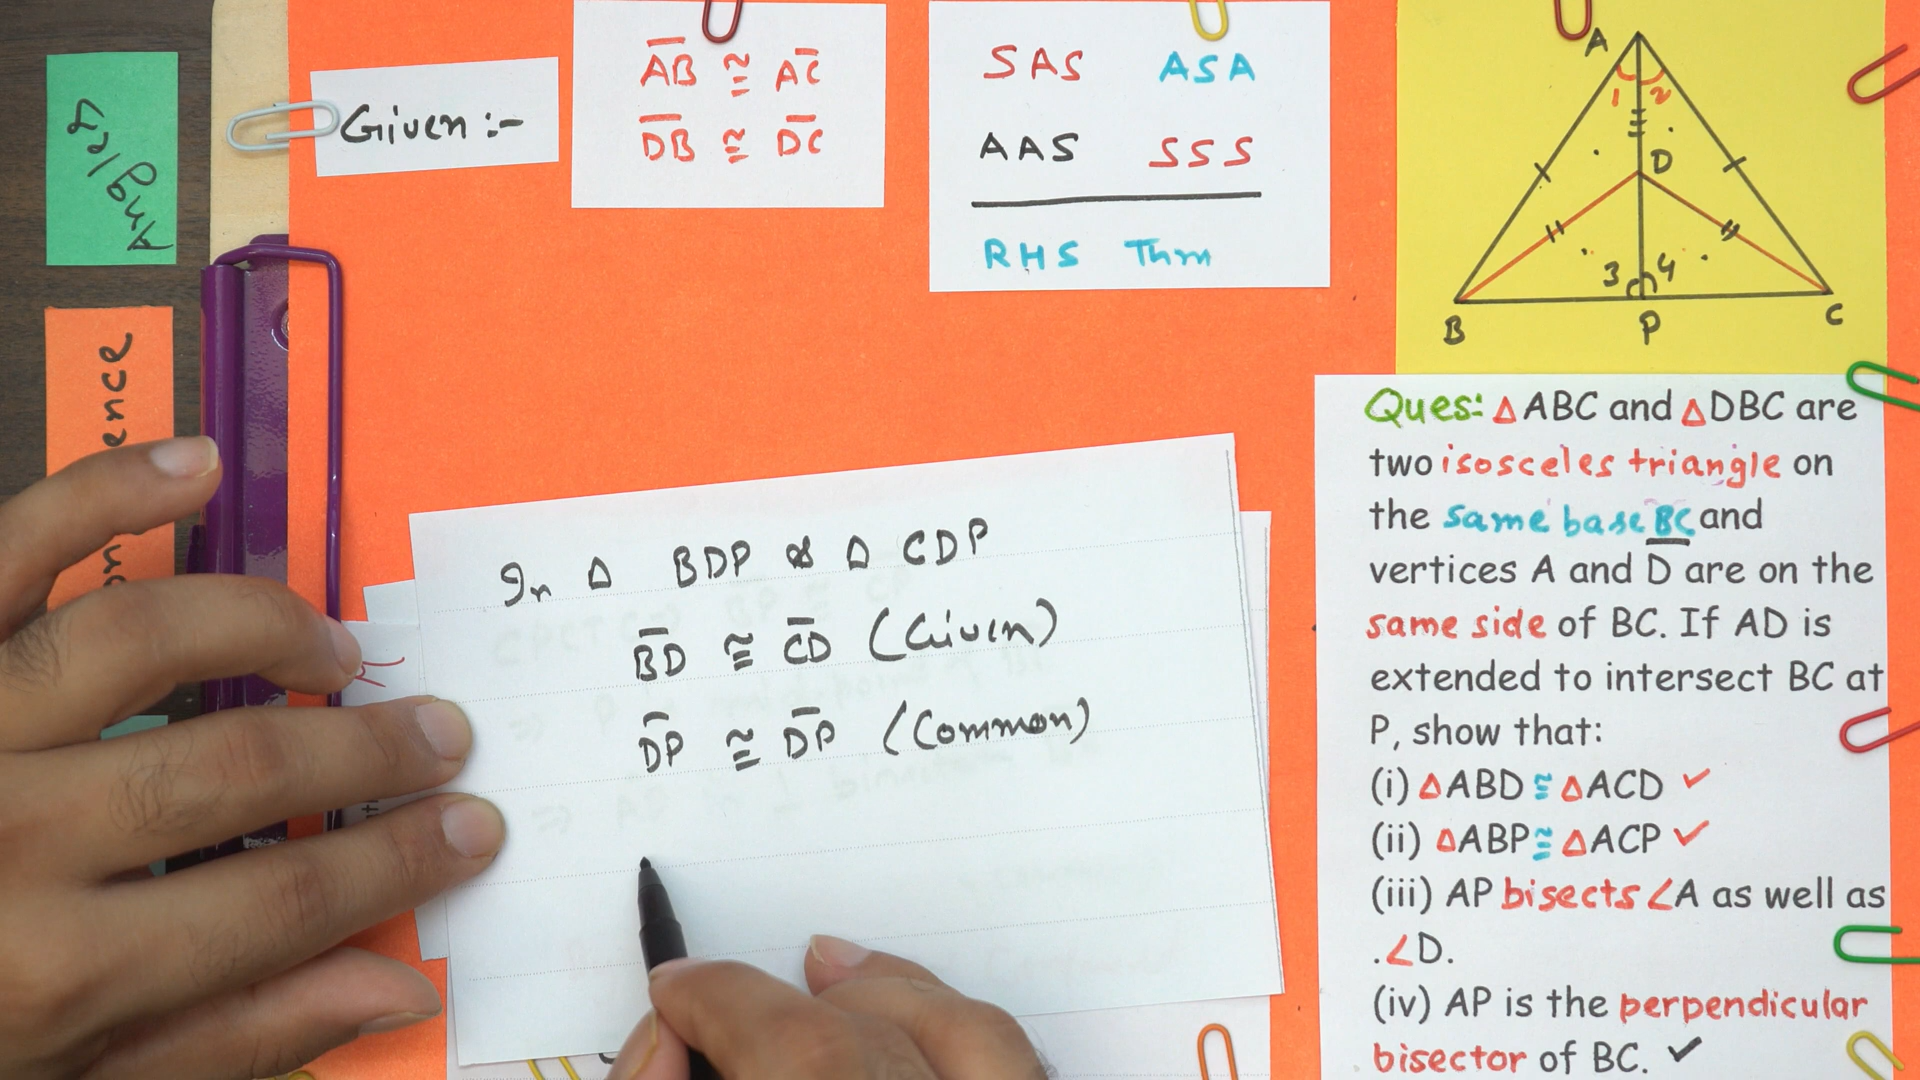 Angles
ence
on
Given :-
AB ≅ AC
DB ≅ DC
SAS ASA
AAS SSS
RHS Thm
A
1 2
D
3 4
B P C
In Δ BDP & Δ CDP
BD ≅ CD (Given)
DP ≅ DP (Common)
Ques: ΔABC and ΔDBC are
two isosceles triangle on
the same base BC and
vertices A and D are on the
same side of BC. If AD is
extended to intersect BC at
P, show that:
(i) ΔABD ≅ ΔACD ✓
(ii) ΔABP ≅ ΔACP ✓
(iii) AP bisects ∠A as well as
.∠D.
(iv) AP is the perpendicular
bisector of BC. ✓